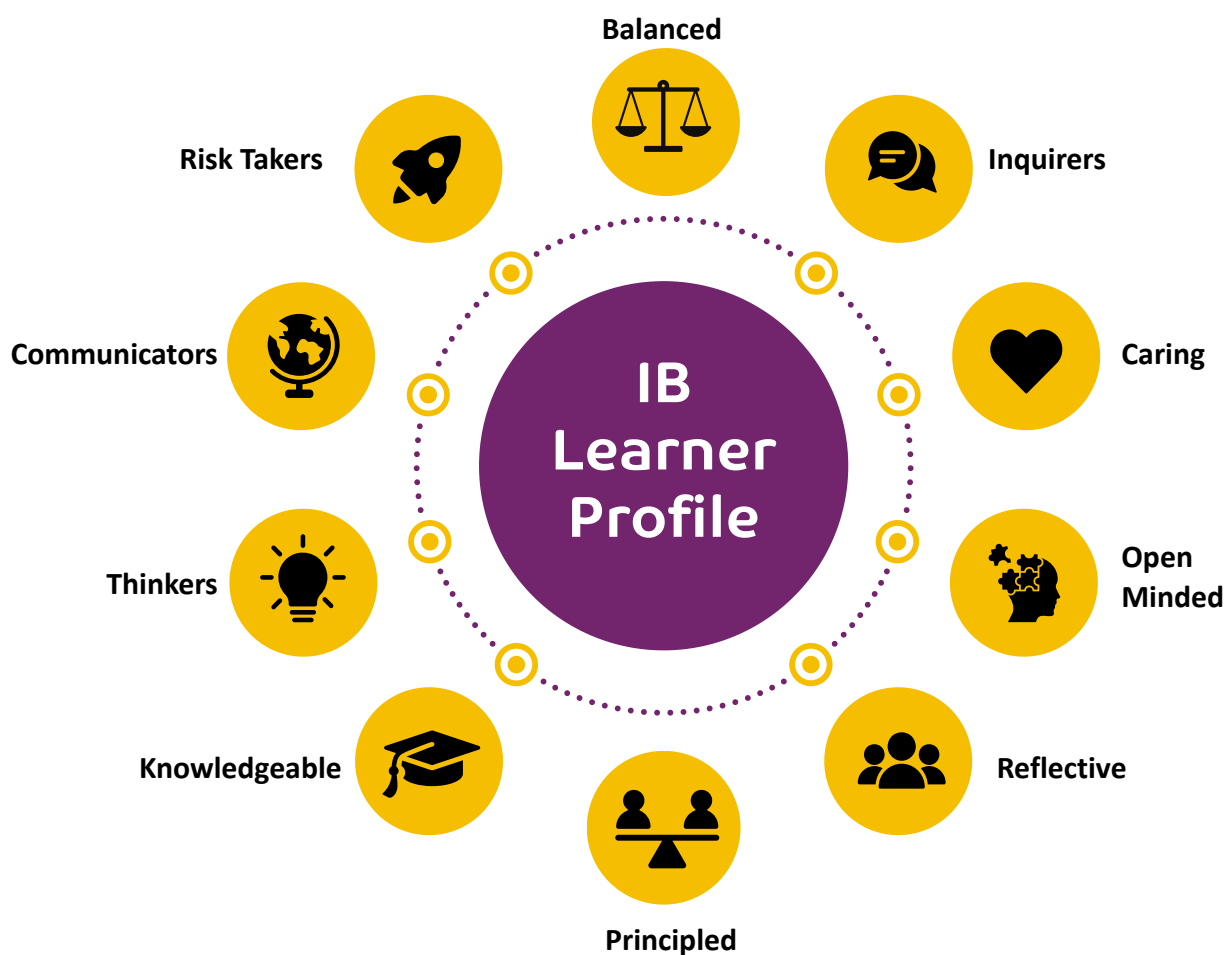 Balanced
Risk Takers
Inquirers
Communicators
Caring
IB
Learner
Profile
Thinkers
Open
Minded
Knowledgeable
Reflective
Principled